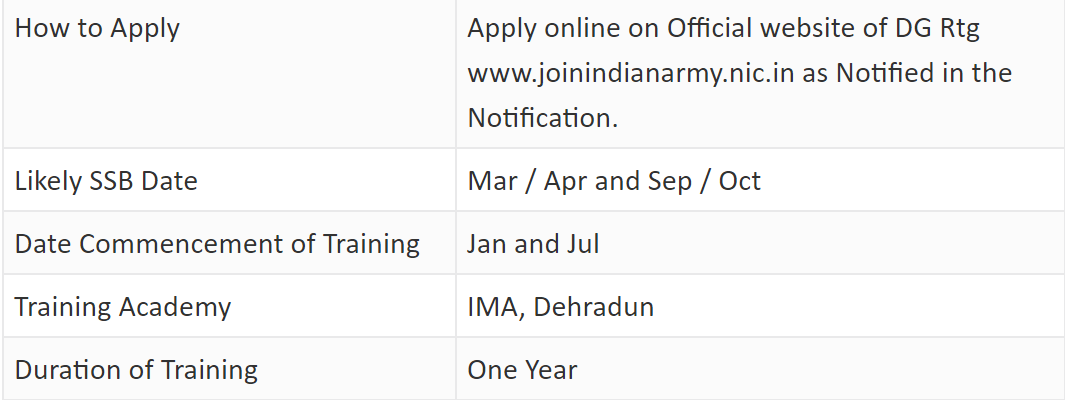 How to Apply
Apply online on Official website of DG Rtg
www.joinindianarmy.nic.in as Notified in the
Notification.
Likely SSB Date
Mar / Apr and Sep / Oct
Date Commencement of Training
Jan and Jul
Training Academy
IMA, Dehradun
Duration of Training
One Year